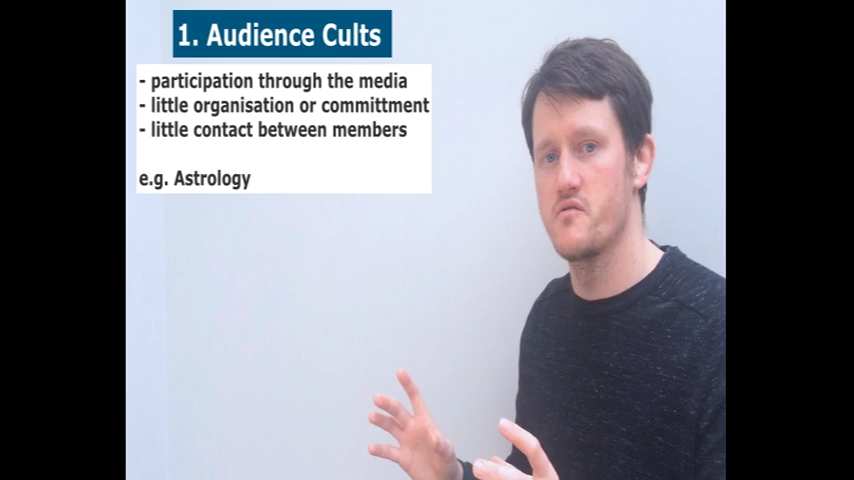 1. Audience Cults
- participation through the media
- little organisation or committment
- little contact between members
e.g. Astrology